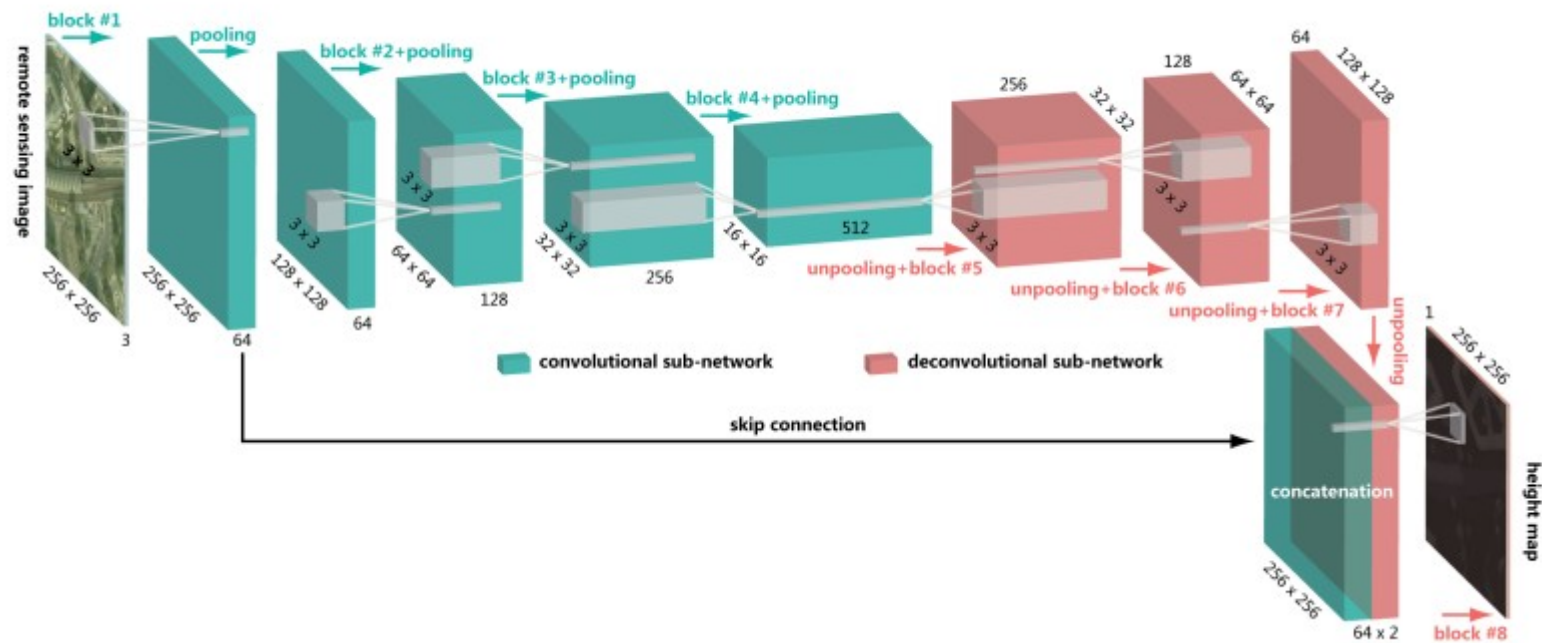 block #1
pooling
block #2+pooling
block #3+pooling
block #4+pooling
remote sensing image
3 x 3
256 x 256
3
256 x 256
64
3 x 3
128 x 128
64
3 x 3
64 x 64
128
3 x 3
32 x 32
256
16 x 16
512
256
32 x 32
3 x 3
unpooling+block #5
128
64 x 64
3 x 3
unpooling+block #6
64
128 x 128
3 x 3
unpooling+block #7
unpooling
convolutional sub-network
deconvolutional sub-network
skip connection
concatenation
256 x 256
64 x 2
1
256 x 256
height map
block #8